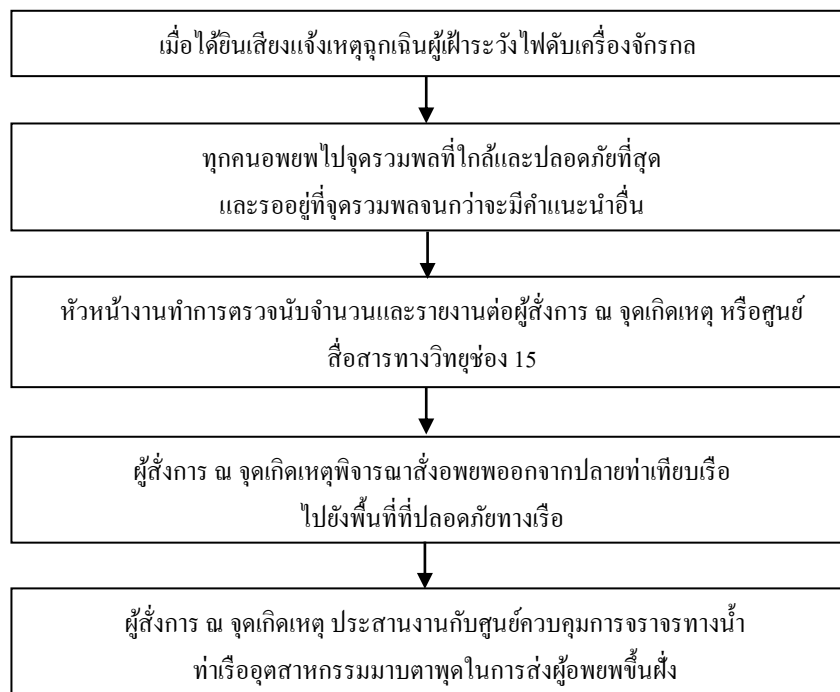 เมื่อได้ยินเสียงแจ้งเหตุฉุกเฉินผู้เฝ้าระวังไฟดับเครื่องจักรกล
ทุกคนอพยพไปจุดรวมพลที่ใกล้และปลอดภัยที่สุด
และรออยู่ที่จุดรวมพลจนกว่าจะมีคำแนะนำอื่น
หัวหน้างานทำการตรวจนับจำนวนและรายงานต่อผู้สั่งการ ณ จุดเกิดเหตุ หรือศูนย์
สื่อสารทางวิทยุช่อง 15
ผู้สั่งการ ณ จุดเกิดเหตุพิจารณาสั่งอพยพออกจากปลายท่าเทียบเรือ
ไปยังพื้นที่ที่ปลอดภัยทางเรือ
ผู้สั่งการ ณ จุดเกิดเหตุ ประสานงานกับศูนย์ควบคุมการจราจรทางน้ำ
ท่าเรืออุตสาหกรรมมาบตาพุดในการส่งผู้อพยพขึ้นฝั่ง